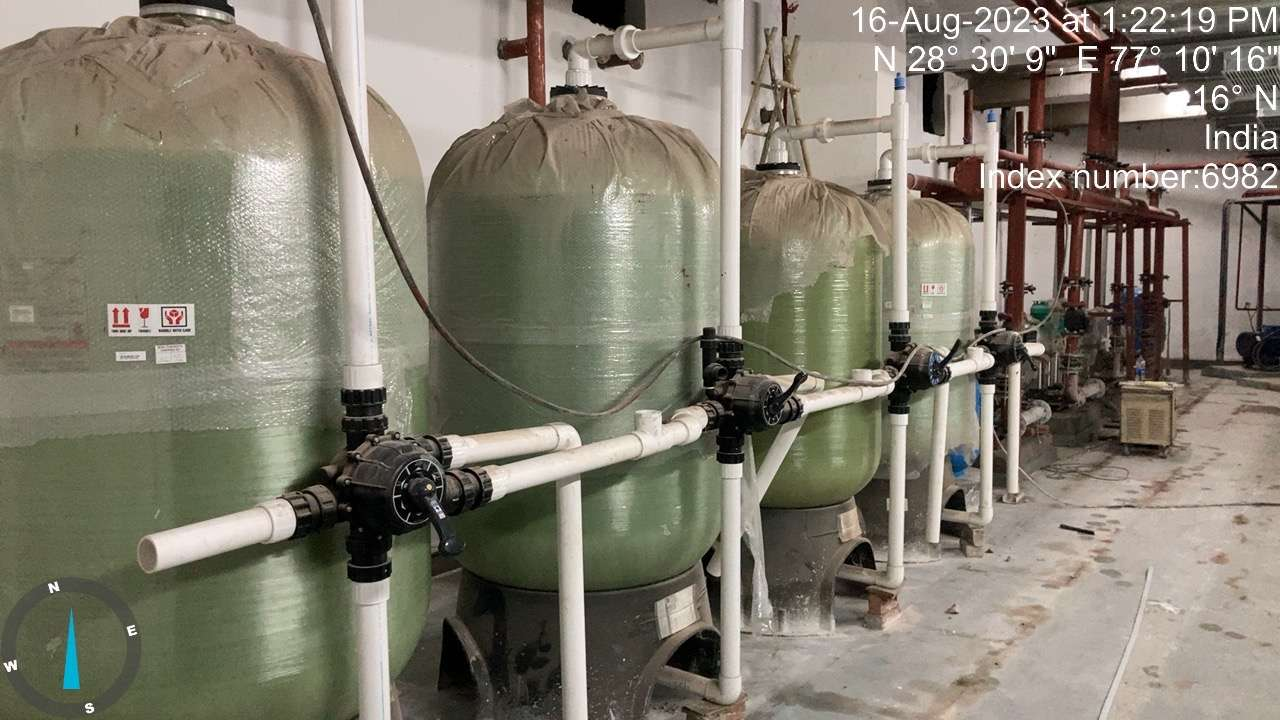 16-Aug-2023 at 1:22:19 PM
N 28° 30' 9", E 77° 10' 16"
16° N
India
Index number:6982
N
E
W
S